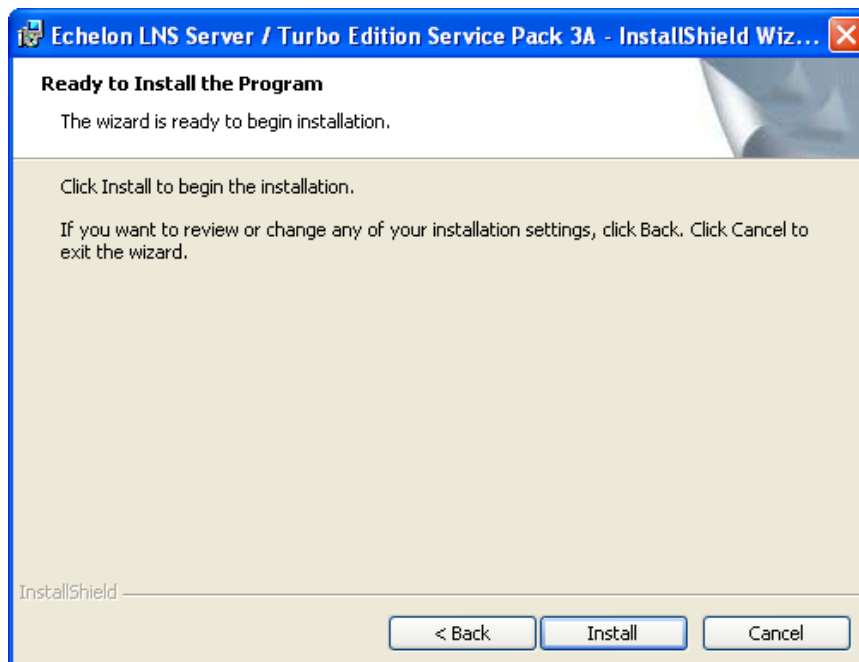 Echelon LNS Server / Turbo Edition Service Pack 3A - InstallShield Wiz...
Ready to Install the Program
The wizard is ready to begin installation.
Click Install to begin the installation.
If you want to review or change any of your installation settings, click Back. Click Cancel to
exit the wizard.
InstallShield
< Back Install Cancel